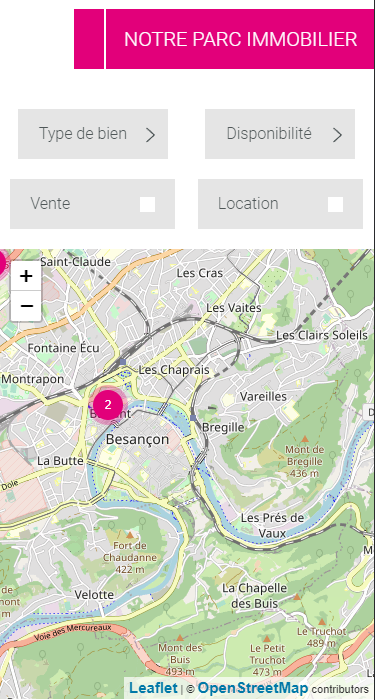 NOTRE PARC IMMOBILIER
Type de bien
Disponibilité
Vente
Location
Saint-Claude
+
−
Les Cras
Les Vaites
Les Clairs Soleils
Fontaine Écu
Montrapon
Les Chaprais
Vareilles
2
Bregille
Besançon
Mont de
Bregille
436 m
La Butte
Dole
Les Prés de
Vaux
Fort de
Chaudanne
422 m
La Chapelle
des Buis
Velotte
Voie des Mercureaux
Le Truchot
489 m
Mont des
Buis
493 m
Le Petit
Truchot
473 m
Leaflet | © OpenStreetMap contributors